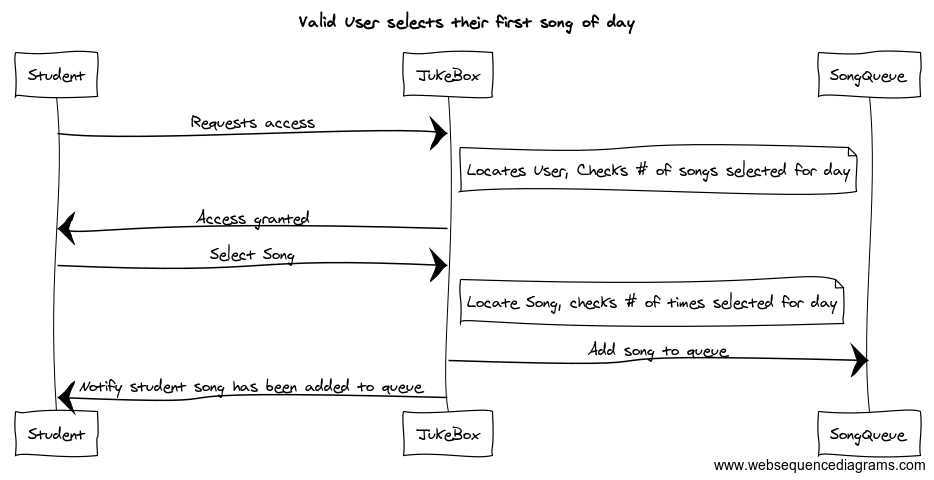 Valid User selects their first song of day
Student
JukeBox
SongQueue
Requests access
Locates User, Checks # of songs selected for day
Access granted
Select Song
Locate Song, checks # of times selected for day
Add song to queue
Notify student song has been added to queue
Student
JukeBox
SongQueue
www.websequencediagrams.com